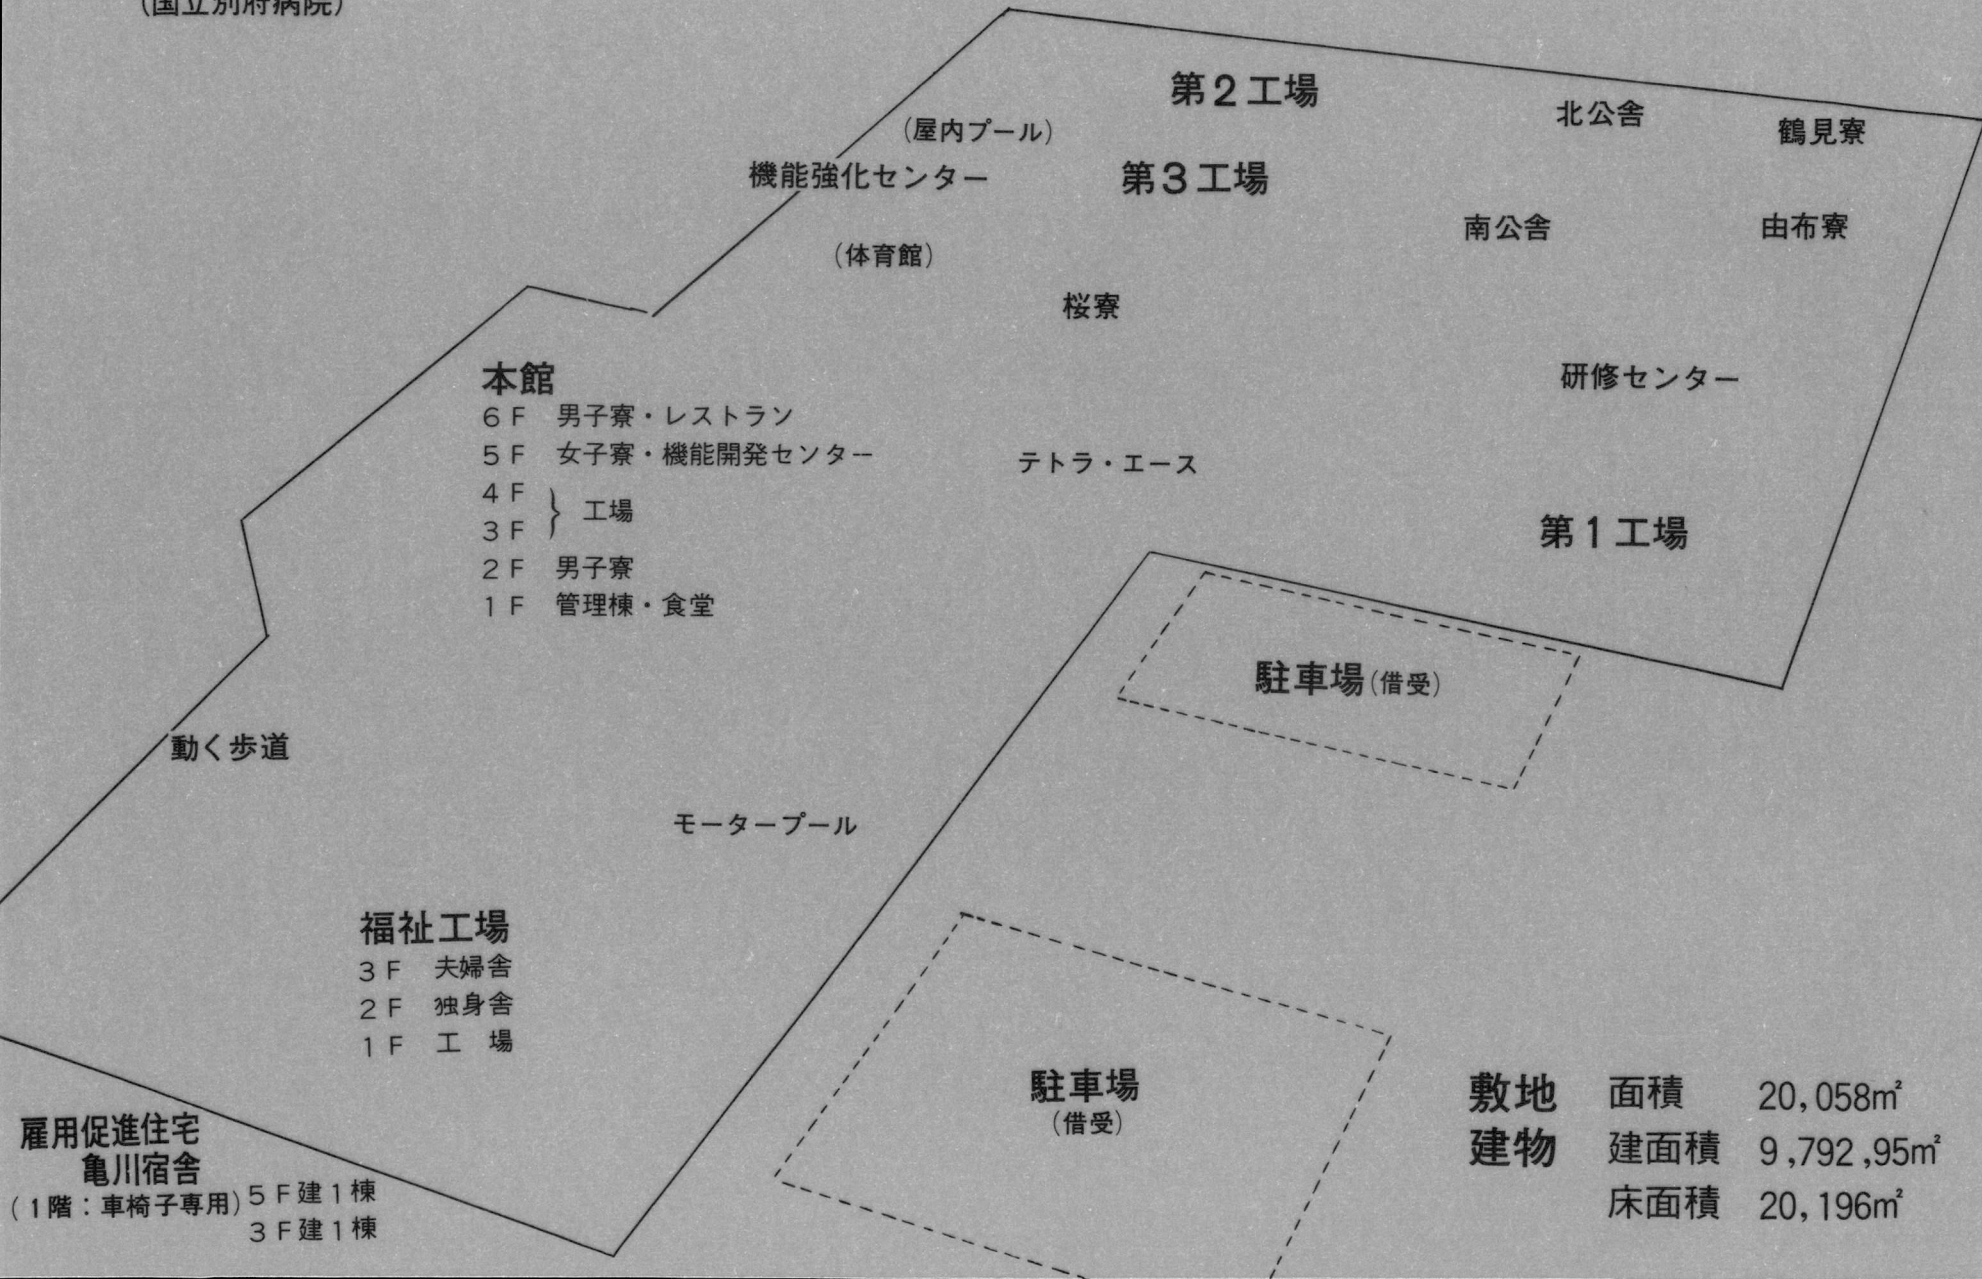 (国立別府病院)
第2工場
北公舎
鶴見寮
(屋内プール)
機能強化センター
第3工場
南公舎
由布寮
(体育館)
桜寮
本館
6F 男子寮・レストラン
5F 女子寮・機能開発センター
4F
3F } 工場
2F 男子寮
1F 管理棟・食堂
研修センター
テトラ・エース
第1工場
駐車場(借受)
動く歩道
モータープール
福祉工場
3F 夫婦舎
2F 独身舎
1F 工 場
駐車場
(借受)
敷地 面積 20,058㎡
建物 建面積 9,792,95㎡
床面積 20,196㎡
雇用促進住宅
亀川宿舎
(1階：車椅子専用) 5F建1棟
3F建1棟